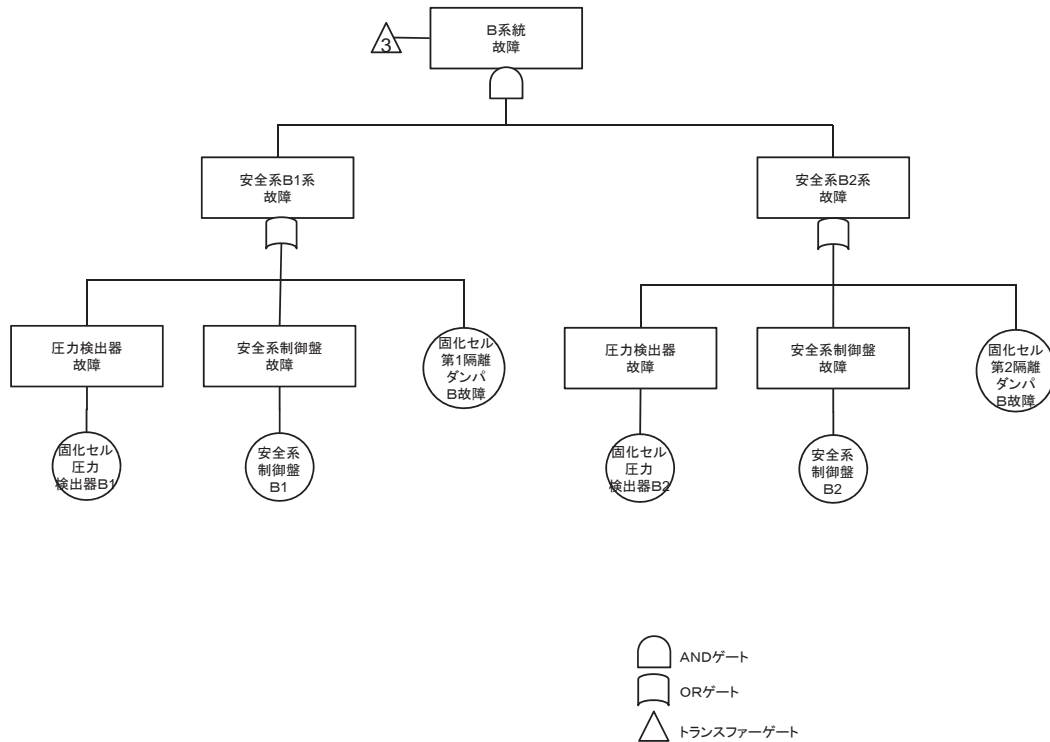 B系統
故障
3
安全系B1系
故障
安全系B2系
故障
圧力検出器
故障
安全系制御盤
故障
固化セル
第1隔離
ダンパ
B故障
圧力検出器
故障
安全系制御盤
故障
固化セル
第2隔離
ダンパ
B故障
固化セル
圧力
検出器B1
安全系
制御盤
B1
固化セル
圧力
検出器B2
安全系
制御盤
B2
ANDゲート
ORゲート
トランスファーゲート